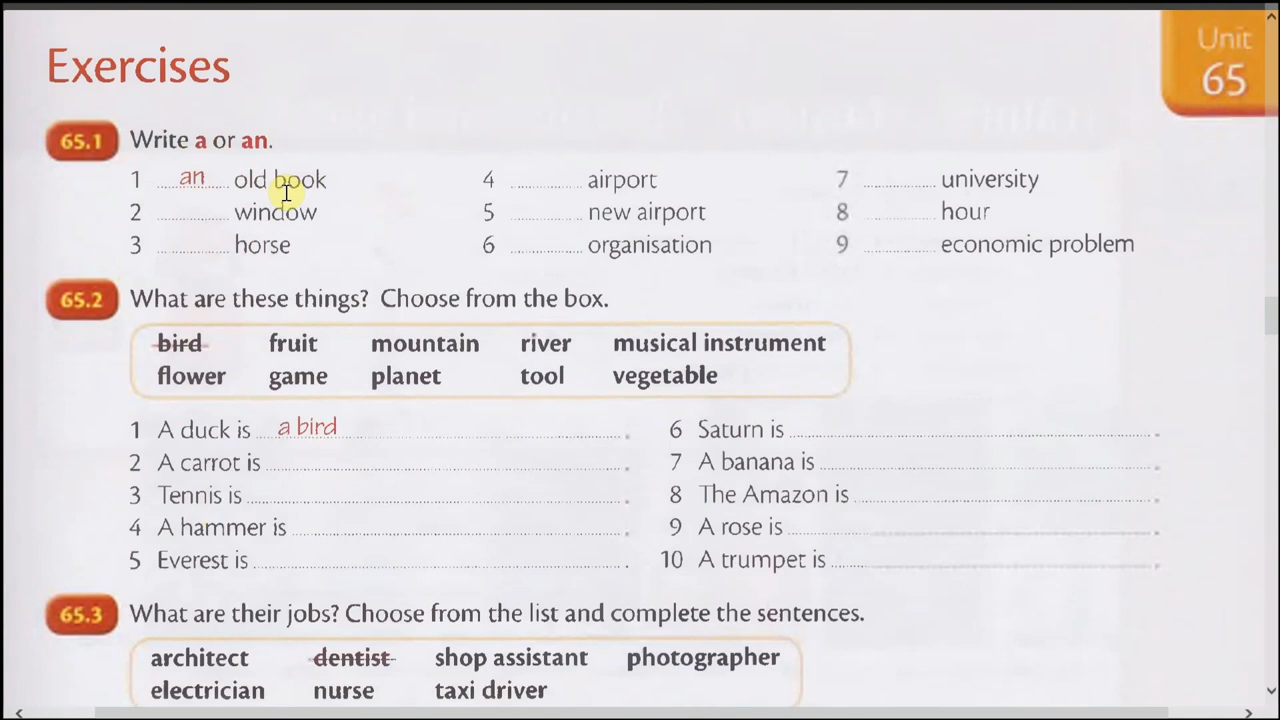 Exercises
Unit
65
65.1 Write a or an.
1 an old book 4 airport 7 university
2 window 5 new airport 8 hour
3 horse 6 organisation 9 economic problem
65.2 What are these things? Choose from the box.
bird fruit mountain river musical instrument
flower game planet tool vegetable
1 A duck is a bird . 6 Saturn is .
2 A carrot is . 7 A banana is .
3 Tennis is . 8 The Amazon is .
4 A hammer is . 9 A rose is .
5 Everest is . 10 A trumpet is .
65.3 What are their jobs? Choose from the list and complete the sentences.
architect dentist shop assistant photographer
electrician nurse taxi driver